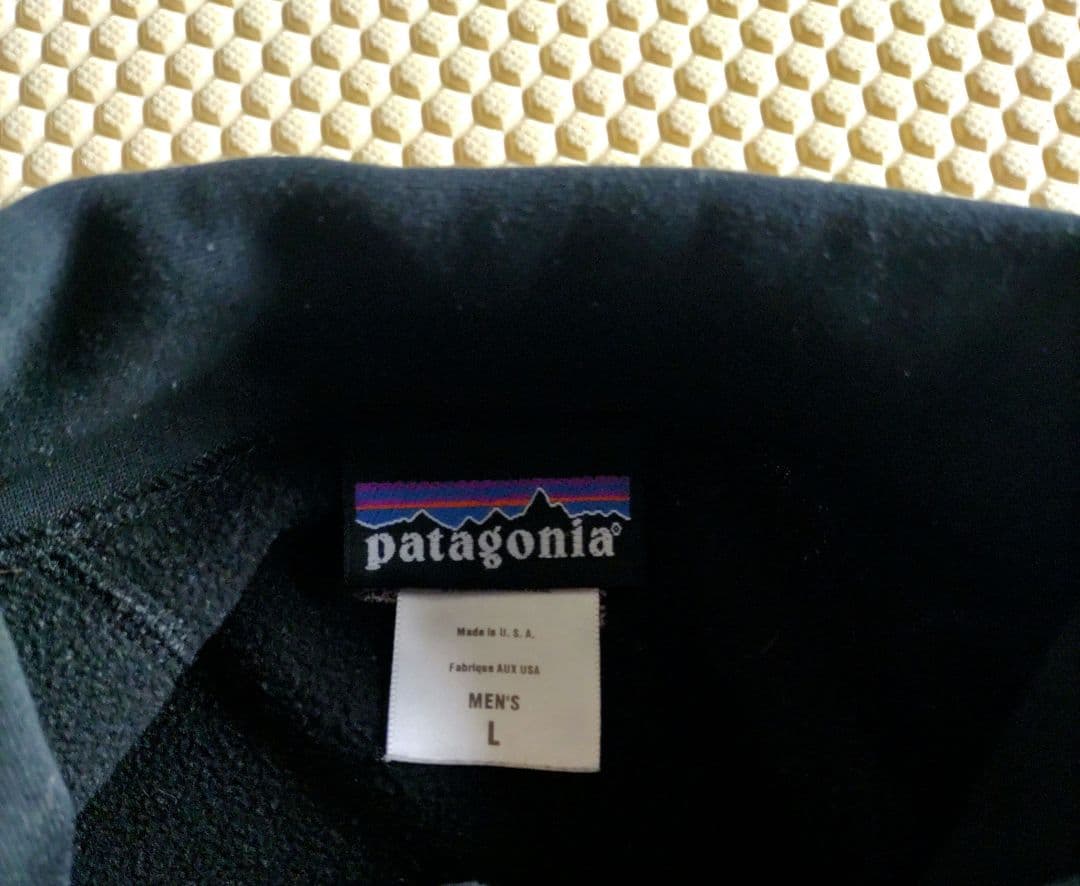 patagonia®
Made in U.S.A.
Fabrique AUX USA
MEN'S
L